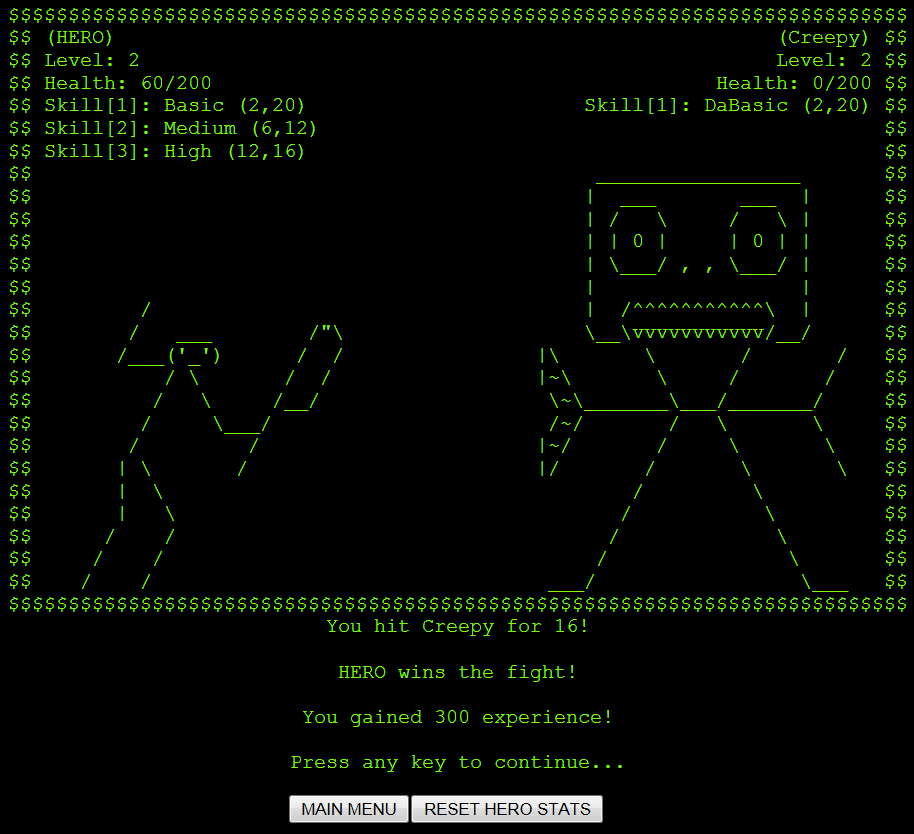 (HERO) (Creepy)
Level: 2 Level: 2
Health: 60/200 Health: 0/200
Skill[1]: Basic (2,20) Skill[1]: DaBasic (2,20)
Skill[2]: Medium (6,12)
Skill[3]: High (12,16)
You hit Creepy for 16!
HERO wins the fight!
You gained 300 experience!
Press any key to continue...
MAIN MENU RESET HERO STATS